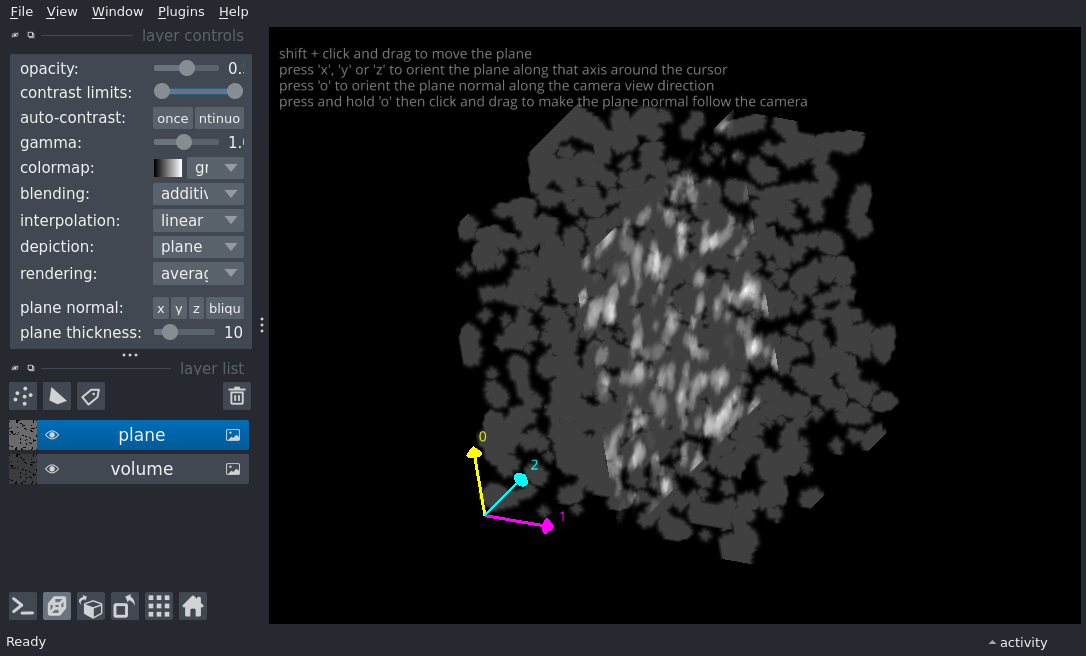 File View Window Plugins Help
layer controls
opacity: 0.
contrast limits:
auto-contrast: once ntinuo
gamma: 1.0
colormap: gr
blending: additiv
interpolation: linear
depiction: plane
rendering: averag
plane normal: x y z bliqu
plane thickness: 10
layer list
plane
volume
Ready
shift + click and drag to move the plane
press 'x', 'y' or 'z' to orient the plane along that axis around the cursor
press 'o' to orient the plane normal along the camera view direction
press and hold 'o' then click and drag to make the plane normal follow the camera
0
2
1
activity